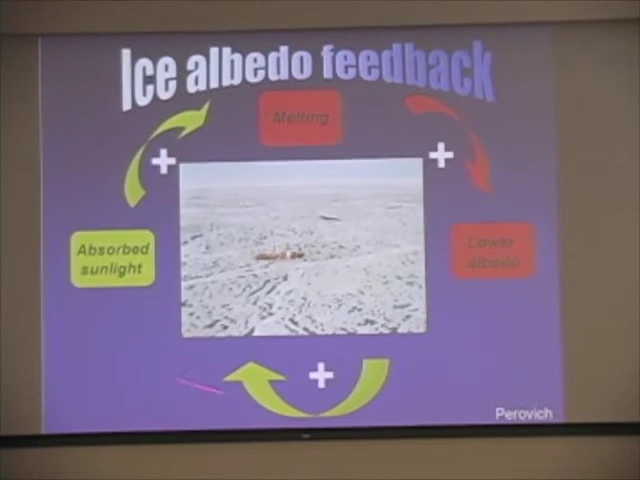 Ice albedo feedback
Melting
+
+
Absorbed
sunlight
Lower
albedo
+
Perovich